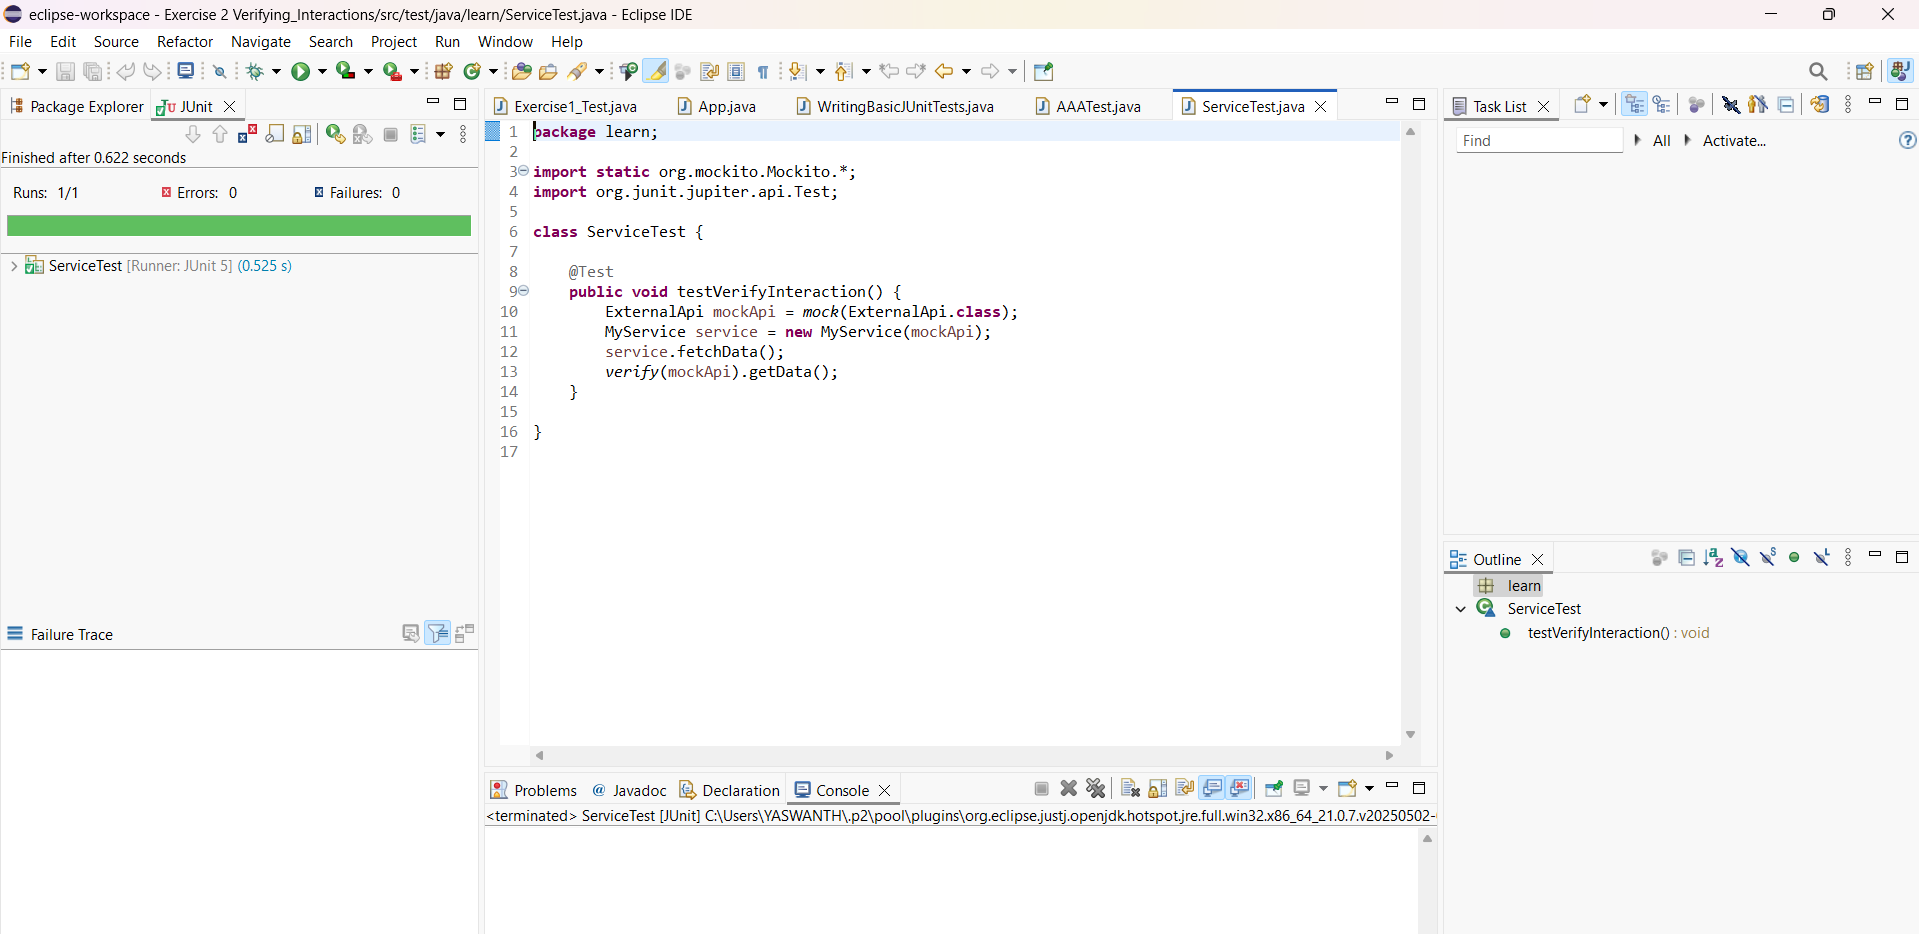 eclipse-workspace - Exercise 2 Verifying_Interactions/src/test/java/learn/ServiceTest.java - Eclipse IDE
File Edit Source Refactor Navigate Search Project Run Window Help
Package Explorer JUnit
Finished after 0.622 seconds
Runs: 1/1 Errors: 0 Failures: 0
ServiceTest [Runner: JUnit 5] (0.525 s)
Failure Trace
Exercise1_Test.java App.java WritingBasicJUnitTests.java AAATest.java ServiceTest.java
1 package learn;
2
3 import static org.mockito.Mockito.*;
4 import org.junit.jupiter.api.Test;
5
6 class ServiceTest {
7
8 @Test
9 public void testVerifyInteraction() {
10 ExternalApi mockApi = mock(ExternalApi.class);
11 MyService service = new MyService(mockApi);
12 service.fetchData();
13 verify(mockApi).getData();
14 }
15
16 }
17
Problems @ Javadoc Declaration Console
<terminated> ServiceTest [JUnit] C:\Users\YASWANTH\.p2\pool\plugins\org.eclipse.justj.openjdk.hotspot.jre.full.win32.x86_64_21.0.7.v20250502-
Task List
Find All Activate...
Outline
learn
ServiceTest
testVerifyInteraction() : void